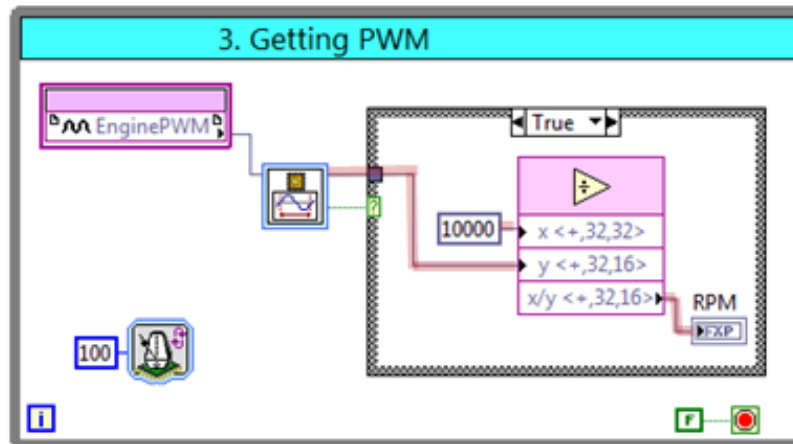 3. Getting PWM
True
EnginePWM
?
10000
x <+,32,32>
y <+,32,16>
x/y <+,32,16>
RPM
FXP
100
i
F